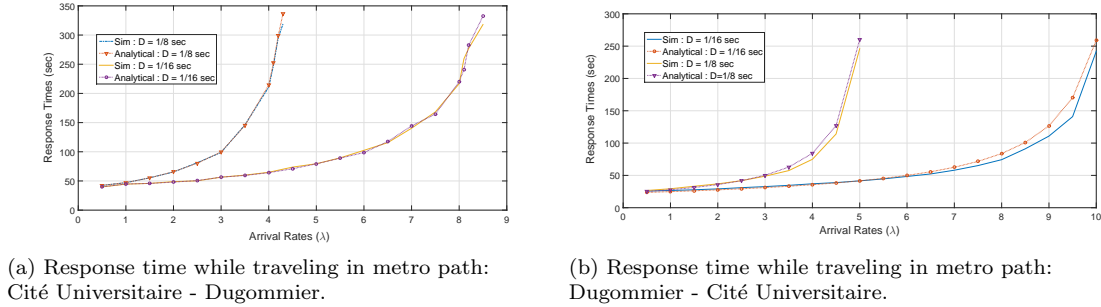 350
300
250
200
150
100
50
0
Response Times (sec)
Sim : D = 1/8 sec
Analytical : D = 1/8 sec
Sim : D = 1/16 sec
Analytical : D = 1/16 sec
0 1 2 3 4 5 6 7 8 9
Arrival Rates (λ)
(a) Response time while traveling in metro path:
Cité Universitaire - Dugommier.
300
250
200
150
100
50
0
Response Times (sec)
Sim : D = 1/16 sec
Analytical : D = 1/16 sec
Sim : D = 1/8 sec
Analytical : D=1/8 sec
0 1 2 3 4 5 6 7 8 9 10
Arrival Rates (λ)
(b) Response time while traveling in metro path:
Dugommier - Cité Universitaire.